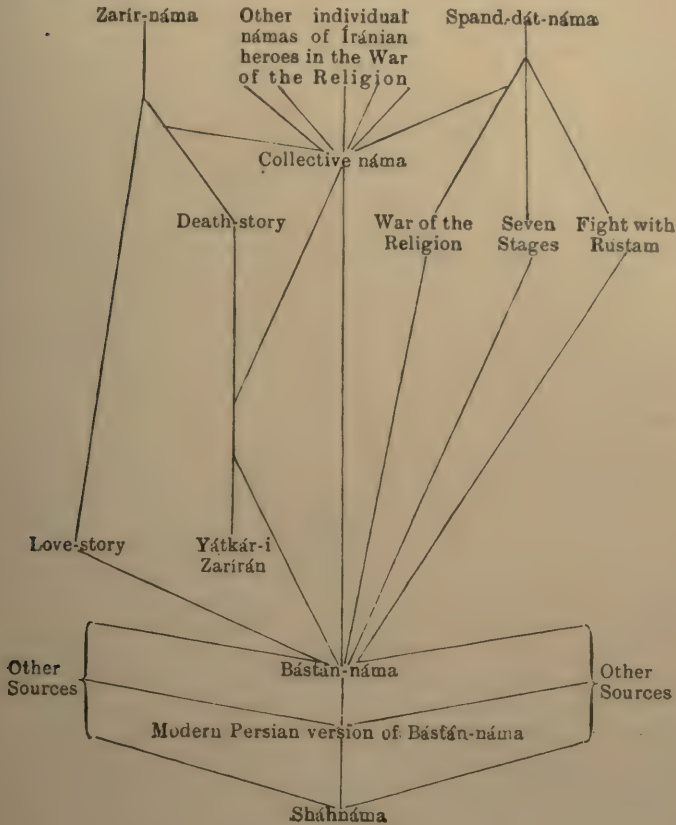 Zarír-náma
Other individual
námas of Íránian
heroes in the War
of the Religion
Spand-dát-náma
Collective náma
Death-story
War of the
Religion
Seven
Stages
Fight with
Rustam
Love-story
Yátkár-i
Zarírán
Other
Sources
Bástán-náma
Other
Sources
Modern Persian version of Bástán-náma
Sháhnáma